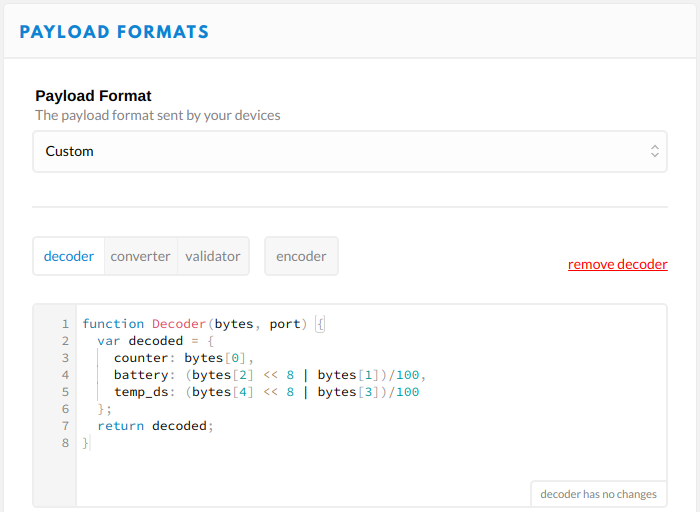 PAYLOAD FORMATS
Payload Format
The payload format sent by your devices
Custom
decoder converter validator encoder
remove decoder
1 function Decoder(bytes, port) {
2   var decoded = {
3     counter: bytes[0],
4     battery: (bytes[2] << 8 | bytes[1])/100,
5     temp_ds: (bytes[4] << 8 | bytes[3])/100
6   };
7   return decoded;
8 }
decoder has no changes